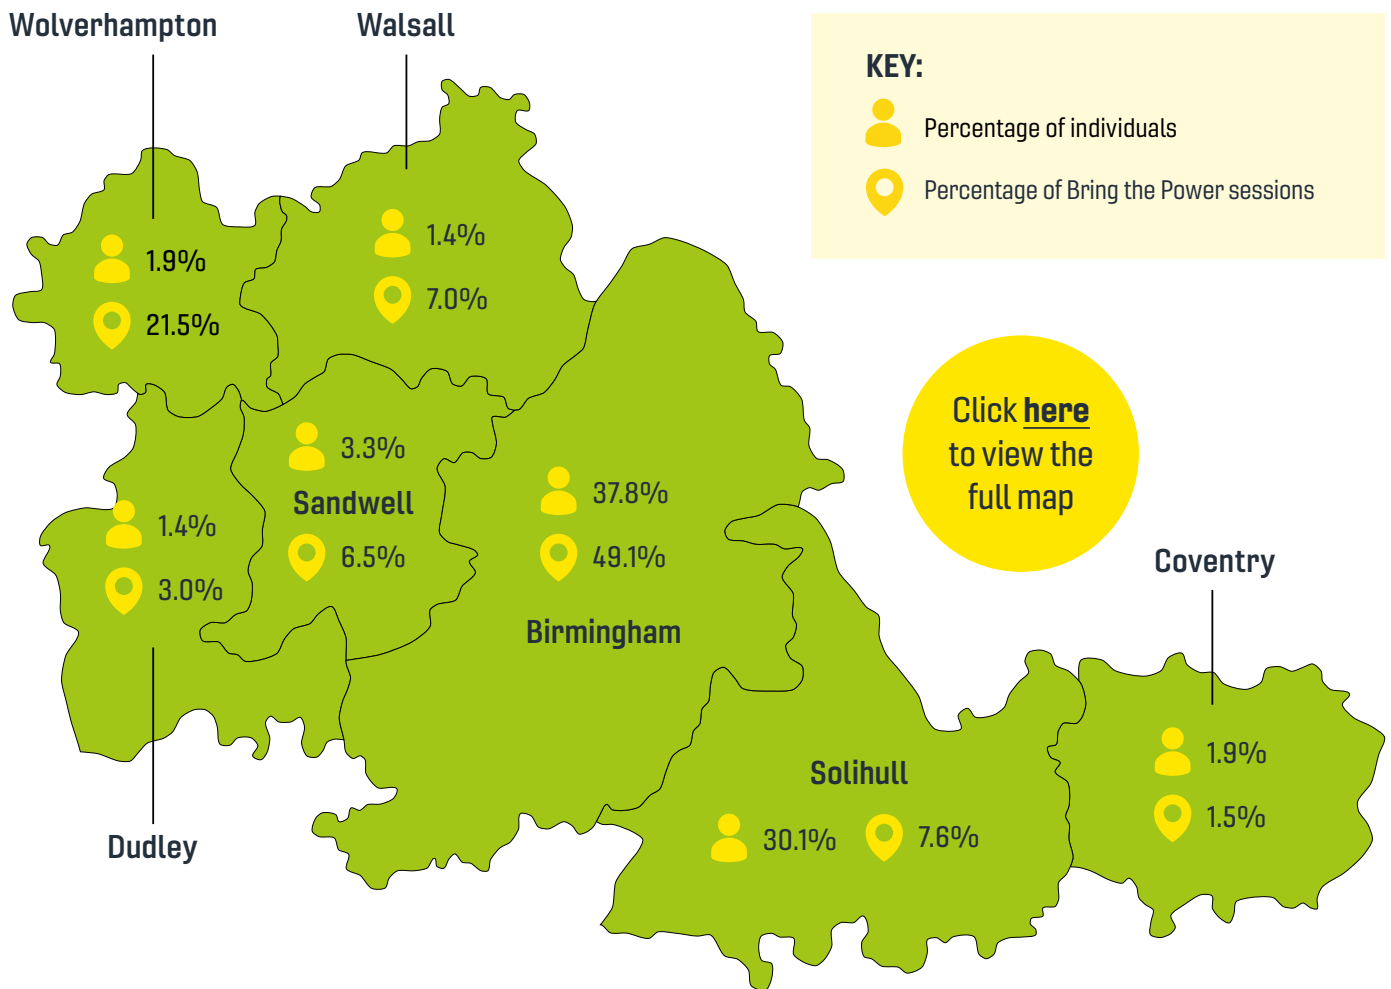 Wolverhampton
Walsall
KEY:
Percentage of individuals
Percentage of Bring the Power sessions
1.9%
21.5%
1.4%
7.0%
3.3%
Sandwell
6.5%
1.4%
3.0%
37.8%
49.1%
Birmingham
Click here
to view the
full map
Coventry
1.9%
1.5%
Solihull
30.1%
7.6%
Dudley